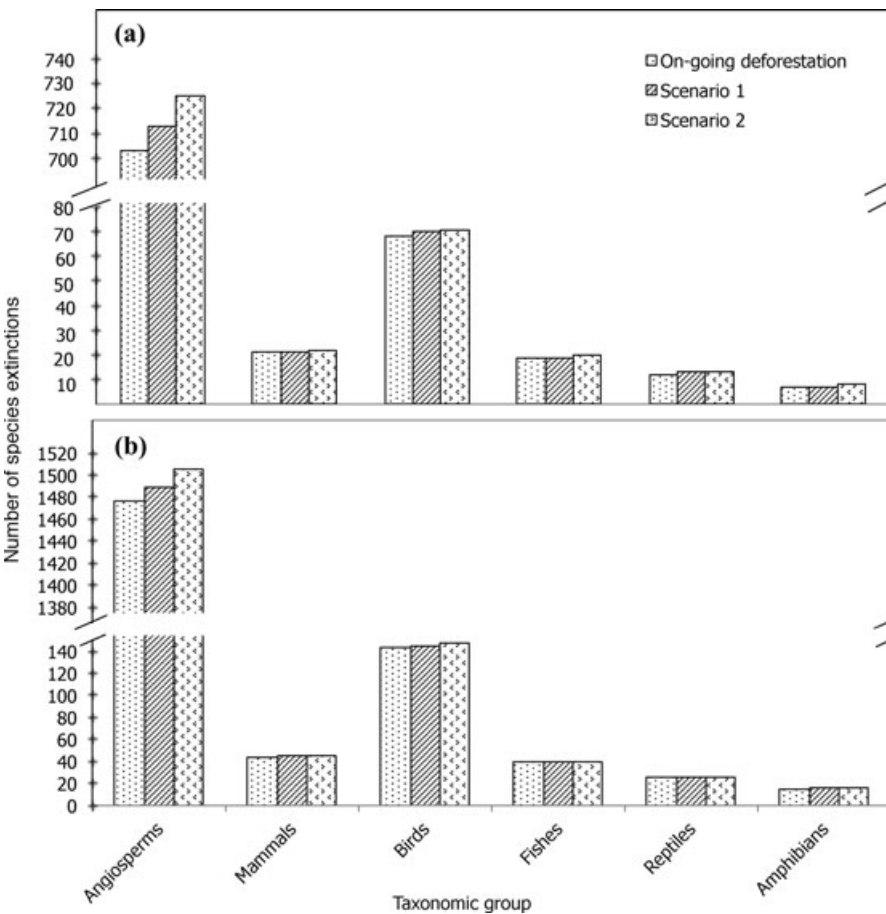 (a)
740
730
720
710
700
80
70
60
50
40
30
20
10
On-going deforestation
Scenario 1
Scenario 2
Number of species extinctions
(b)
1520
1500
1480
1460
1440
1420
1400
1380
140
120
100
80
60
40
20
0
Angiosperms
Mammals
Birds
Fishes
Reptiles
Amphibians
Taxonomic group